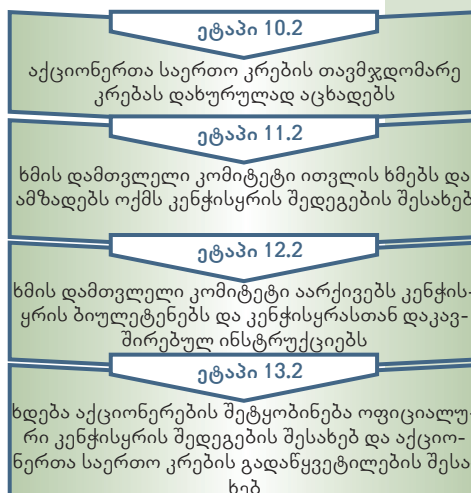 ეტაპი 10.2
აქციონერთა საერთო კრების თავმჯდომარე
კრებას დახურულად აცხადებს
ეტაპი 11.2
ხმის დამთვლელი კომიტეტი ითვლის ხმებს და
ამზადებს ოქმს კენჭისყრის შედეგების შესახებ
ეტაპი 12.2
ხმის დამთვლელი კომიტეტი აარქივებს კენჭის-
ყრის ბიულეტენებს და კენჭისყრასთან დაკავ-
შირებულ ინსტრუქციებს
ეტაპი 13.2
ხდება აქციონერების შეტყობინება ოფიციალუ-
რი კენჭისყრის შედეგების შესახებ და აქციო-
ნერთა საერთო კრების გადაწყვეტილების შესა
ხებ